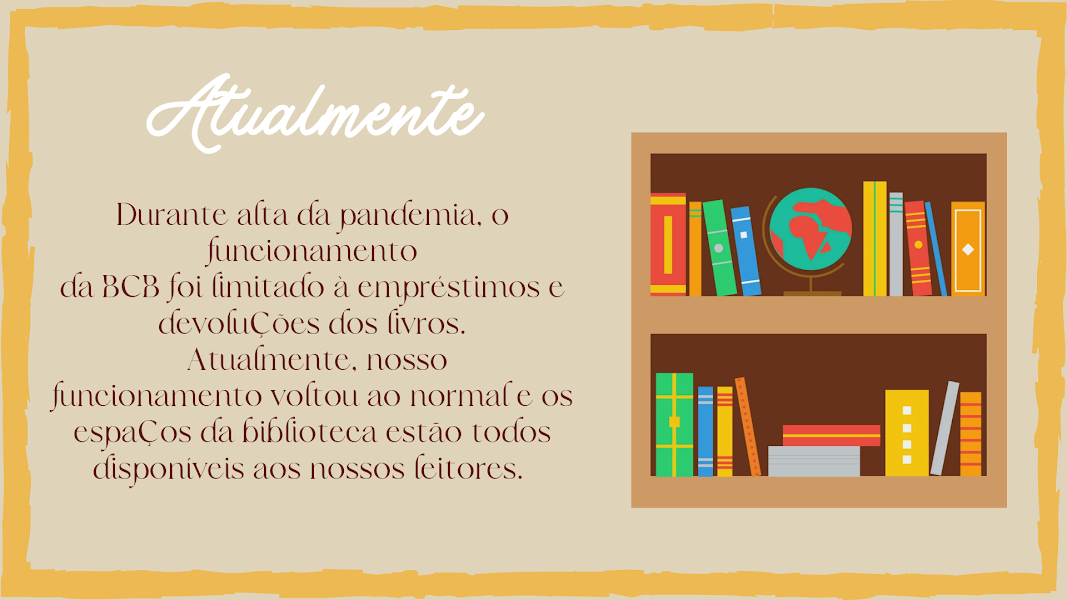 Atualmente
Durante alta da pandemia, o
funcionamento
da BCB foi limitado à empréstimos e
devoluÇões dos livros.
Atualmente, nosso
funcionamento voltou ao normal e os
espaÇos da biblioteca estão todos
disponíveis aos nossos leitores.